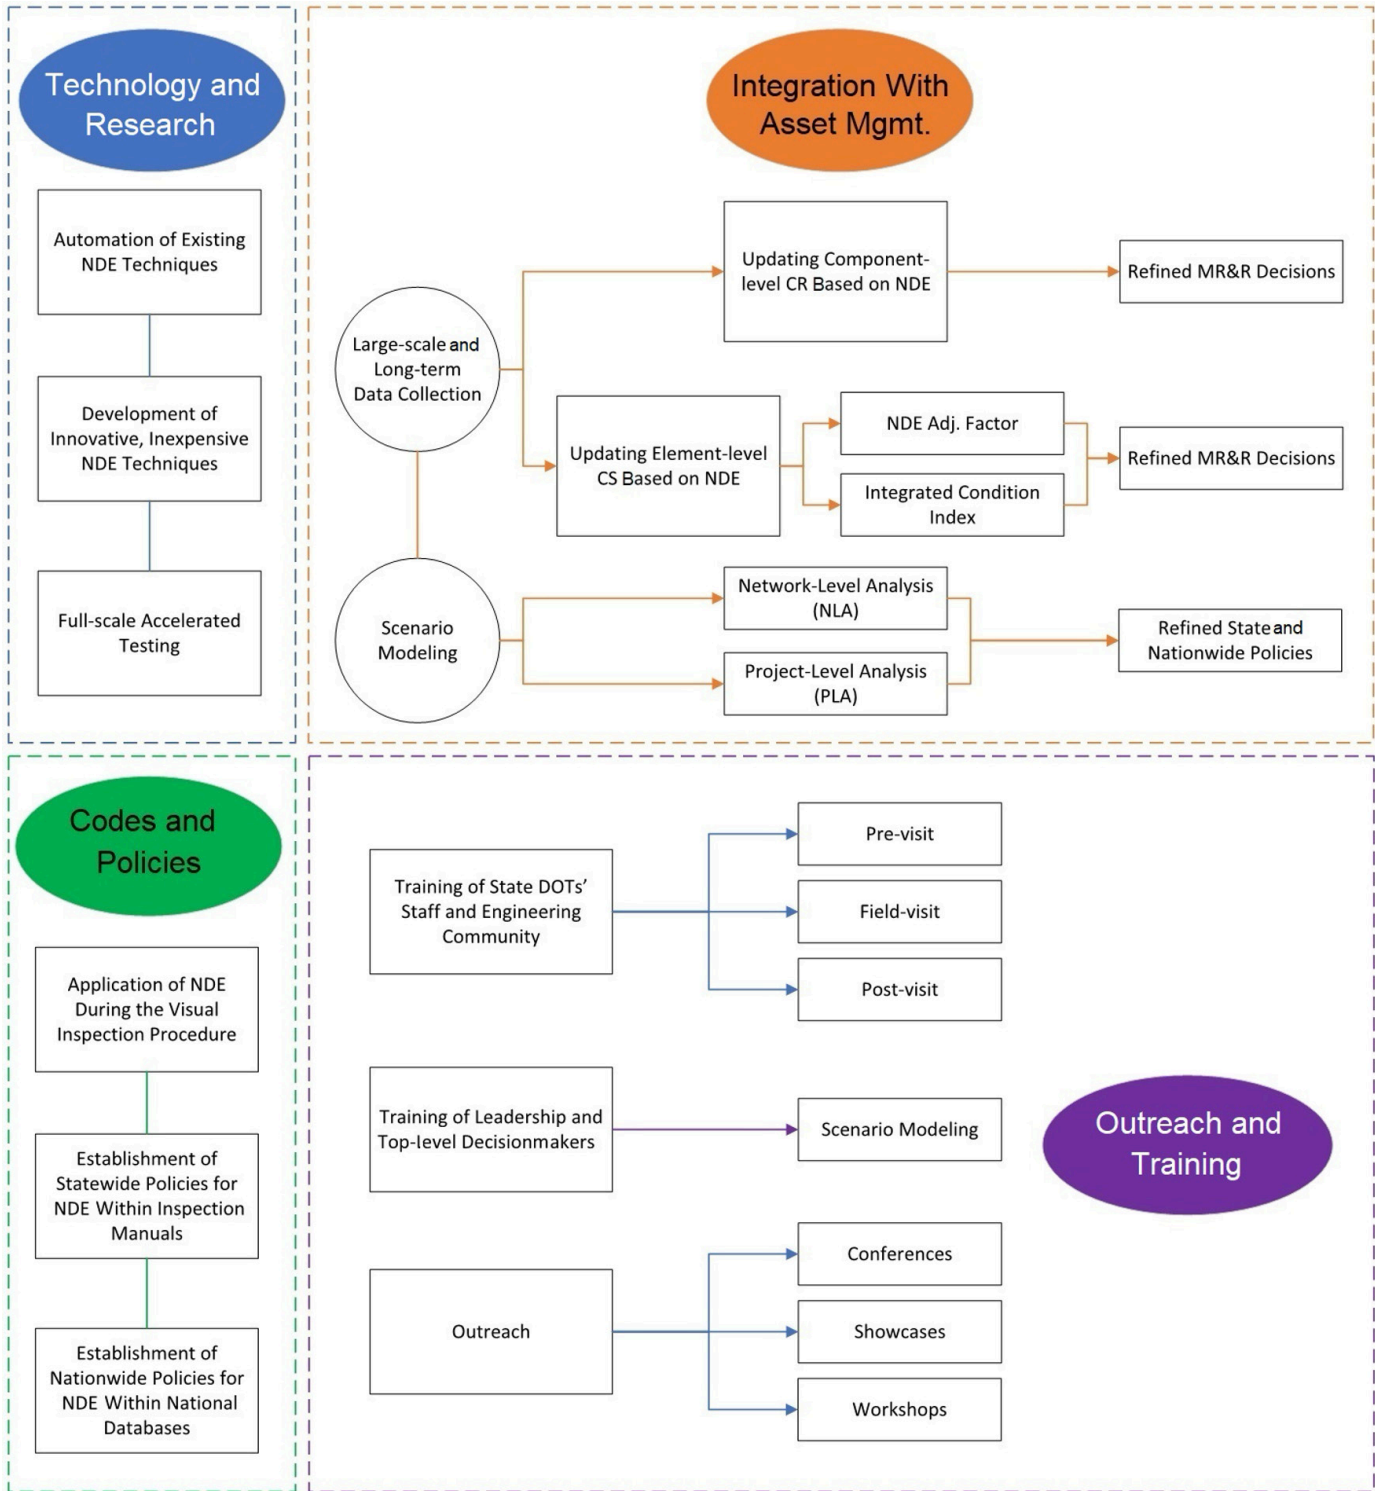 Technology and
Research
Automation of Existing
NDE Techniques
Development of
Innovative, Inexpensive
NDE Techniques
Full-scale Accelerated
Testing
Integration With
Asset Mgmt.
Large-scale and
Long-term
Data Collection
Updating Component-
level CR Based on NDE
Refined MR&R Decisions
Updating Element-level
CS Based on NDE
NDE Adj. Factor
Integrated Condition
Index
Refined MR&R Decisions
Scenario
Modeling
Network-Level Analysis
(NLA)
Project-Level Analysis
(PLA)
Refined State and
Nationwide Policies
Codes and
Policies
Application of NDE
During the Visual
Inspection Procedure
Establishment of
Statewide Policies for
NDE Within Inspection
Manuals
Establishment of
Nationwide Policies for
NDE Within National
Databases
Training of State DOTs’
Staff and Engineering
Community
Pre-visit
Field-visit
Post-visit
Training of Leadership and
Top-level Decisionmakers
Scenario Modeling
Outreach and
Training
Outreach
Conferences
Showcases
Workshops